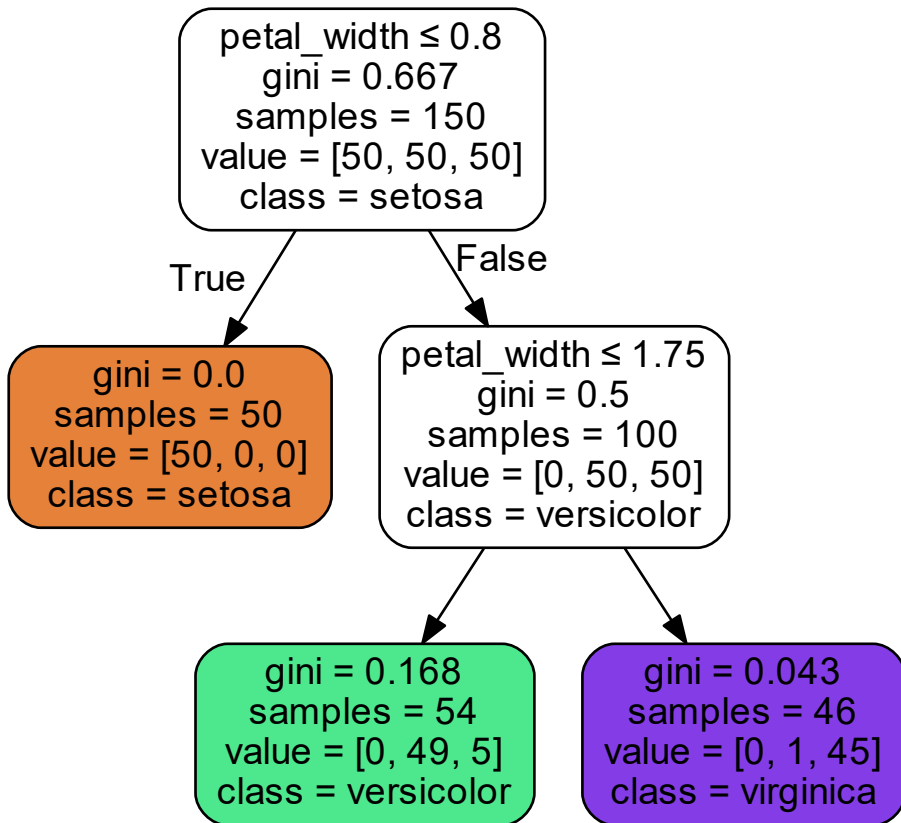 petal_width ≤ 0.8
gini = 0.667
samples = 150
value = [50, 50, 50]
class = setosa
True
False
gini = 0.0
samples = 50
value = [50, 0, 0]
class = setosa
petal_width ≤ 1.75
gini = 0.5
samples = 100
value = [0, 50, 50]
class = versicolor
gini = 0.168
samples = 54
value = [0, 49, 5]
class = versicolor
gini = 0.043
samples = 46
value = [0, 1, 45]
class = virginica